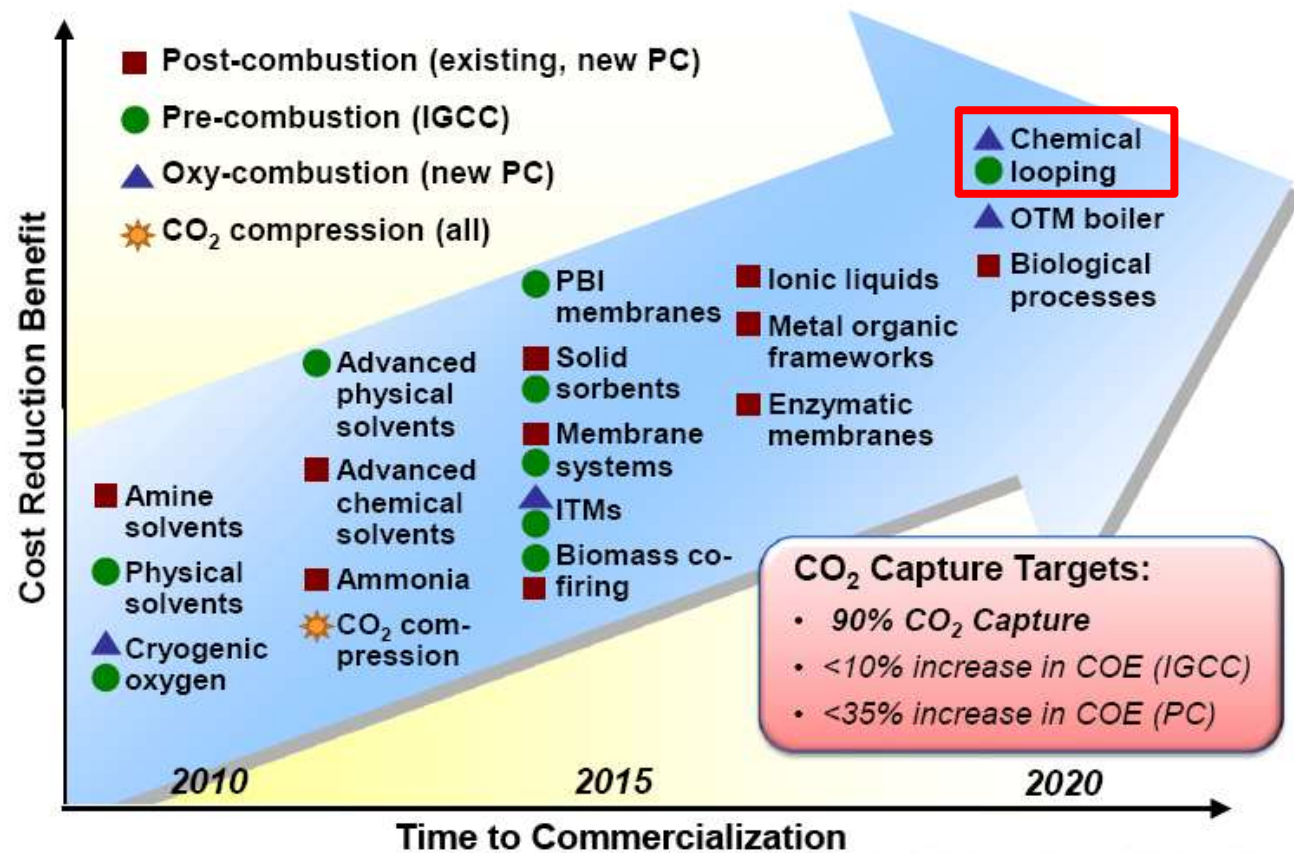 Post-combustion (existing, new PC)
Pre-combustion (IGCC)
Oxy-combustion (new PC)
CO₂ compression (all)
Cost Reduction Benefit
Amine
solvents
Physical
solvents
Cryogenic
oxygen
Advanced
physical
solvents
Advanced
chemical
solvents
Ammonia
CO₂ com-
pression
PBI
membranes
Solid
sorbents
Membrane
systems
ITMs
Biomass co-
firing
Ionic liquids
Metal organic
frameworks
Enzymatic
membranes
Chemical
looping
OTM boiler
Biological
processes
CO₂ Capture Targets:
• 90% CO₂ Capture
• <10% increase in COE (IGCC)
• <35% increase in COE (PC)
2010
2015
2020
Time to Commercialization